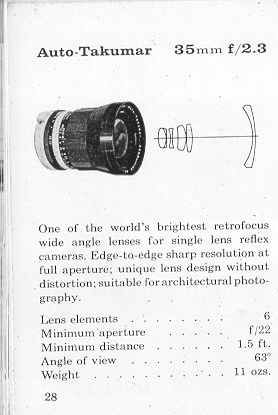 Auto-Takumar 35mm f/2.3
One of the world's brightest retrofocus
wide angle lenses for single lens reflex
cameras. Edge-to-edge sharp resolution at
full aperture; unique lens design without
distortion; suitable for architectural photo-
graphy.
Lens elements . . . . . . . . 6
Minimum aperture . . . . . f/22
Minimum distance . . . . . 1.5 ft.
Angle of view . . . . . . . . 63°
Weight . . . . . . . . . . 11 ozs.
28